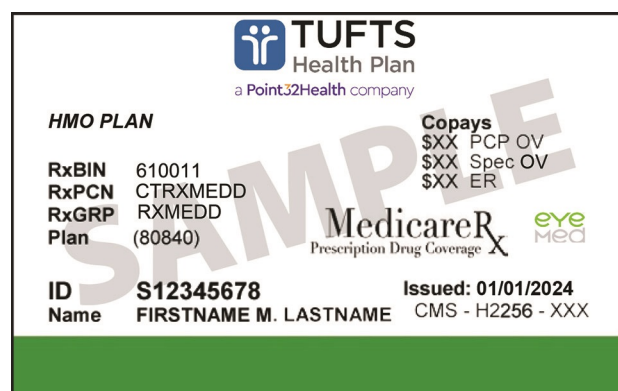 TUFTS
Health Plan
a Point32Health company
HMO PLAN
Copays
$XX PCP OV
$XX Spec OV
$XX ER
RxBIN 610011
RxPCN CTRXMEDD
RxGRP RXMEDD
Plan (80840)
SAMPLE
MedicareRx
Prescription Drug Coverage
eye
Med
ID S12345678
Name FIRSTNAME M. LASTNAME
Issued: 01/01/2024
CMS - H2256 - XXX